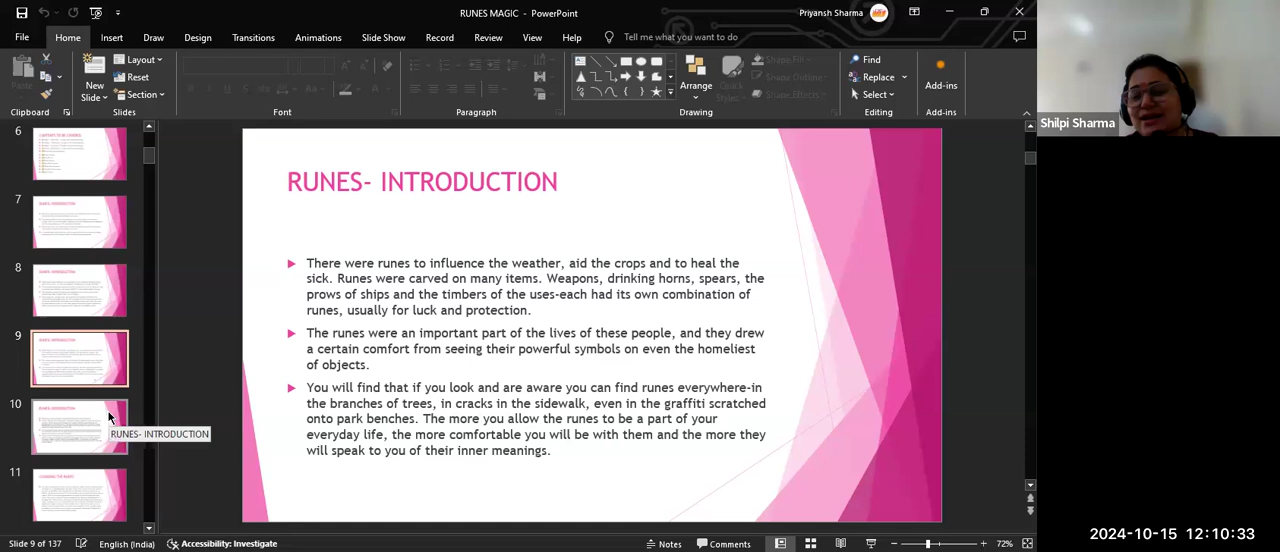 RUNES MAGIC - PowerPoint
Priyansh Sharma
File Home Insert Draw Design Transitions Animations Slide Show Record Review View Help Tell me what you want to do
Paste
New
Slide
Layout
Reset
Section
Arrange
Quick
Styles
Shape Fill
Shape Outline
Shape Effects
Find
Replace
Select
Add-ins
Clipboard Slides Font Paragraph Drawing Editing Add-ins
6
7
8
9
10
11
RUNES- INTRODUCTION
RUNES- INTRODUCTION
There were runes to influence the weather, aid the crops and to heal the
sick. Runes were carved on many items. Weapons, drinking horns, spears, the
prows of ships and the timbers of the uses-each had its own combination of
runes, usually for luck and protection.
The runes were an important part of the lives of these people, and they drew
a certain comfort from seeing their powerful symbols on even the homeliest
of objects.
You will find that if you look and are aware you can find runes everywhere-in
the branches of trees, in cracks in the sidewalk, even in the graffiti scratched
onto park benches. The more you allow the runes to be a part of your
everyday life, the more comfortable you will be with them and the more they
will speak to you of their inner meanings.
Shilpi Sharma
Slide 9 of 137 English (India) Accessibility: Investigate Notes Comments 72%
2024-10-15 12:10:33